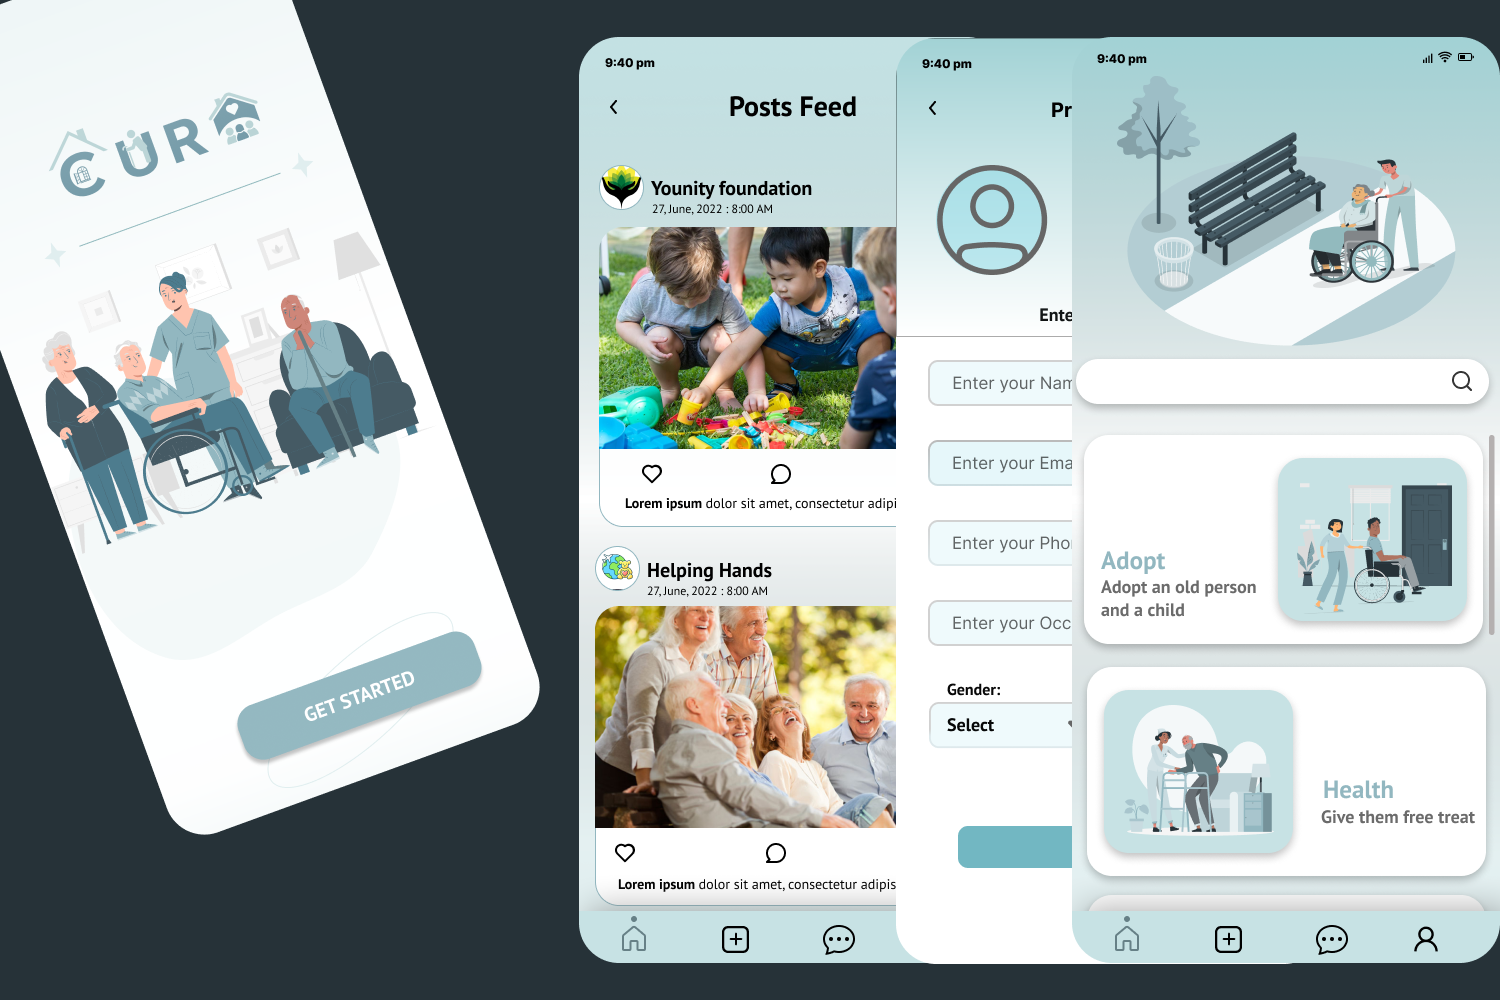 CURA
GET STARTED
9:40 pm
Posts Feed
Younity foundation
27, June, 2022 : 8:00 AM
Lorem ipsum dolor sit amet, consectetur adipi
Helping Hands
27, June, 2022 : 8:00 AM
Lorem ipsum dolor sit amet, consectetur adipis
9:40 pm
Pr
Ente
Enter your Nam
Enter your Ema
Enter your Phon
Enter your Occ
Gender:
Select
9:40 pm
Adopt
Adopt an old person
and a child
Health
Give them free treat